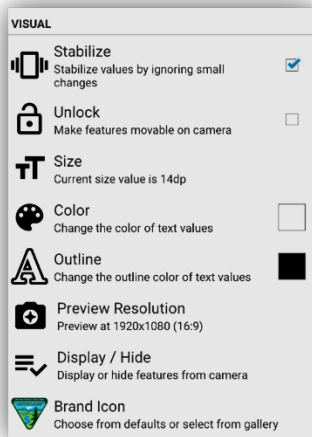 VISUAL
Stabilize
Stabilize values by ignoring small
changes
Unlock
Make features movable on camera
Size
Current size value is 14dp
Color
Change the color of text values
Outline
Change the outline color of text values
Preview Resolution
Preview at 1920x1080 (16:9)
Display / Hide
Display or hide features from camera
Brand Icon
Choose from defaults or select from gallery